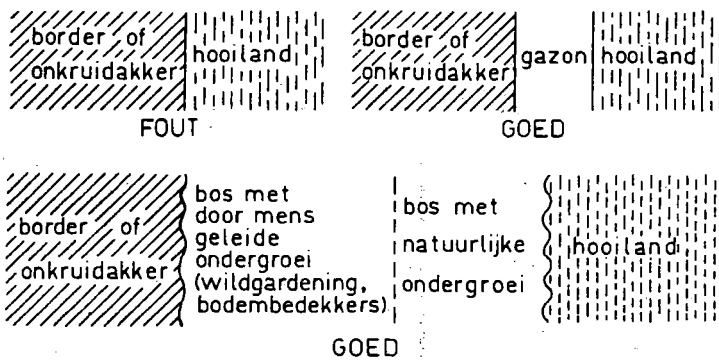 border of
onkruidakker
hooiland
FOUT
border of
onkruidakker
gazon
hooiland
GOED
border of
onkruidakker
bos met
door mens
geleide
ondergroei
(wildgardening,
bodembedekkers)
bos met
natuurlijke
ondergroei
hooiland
GOED